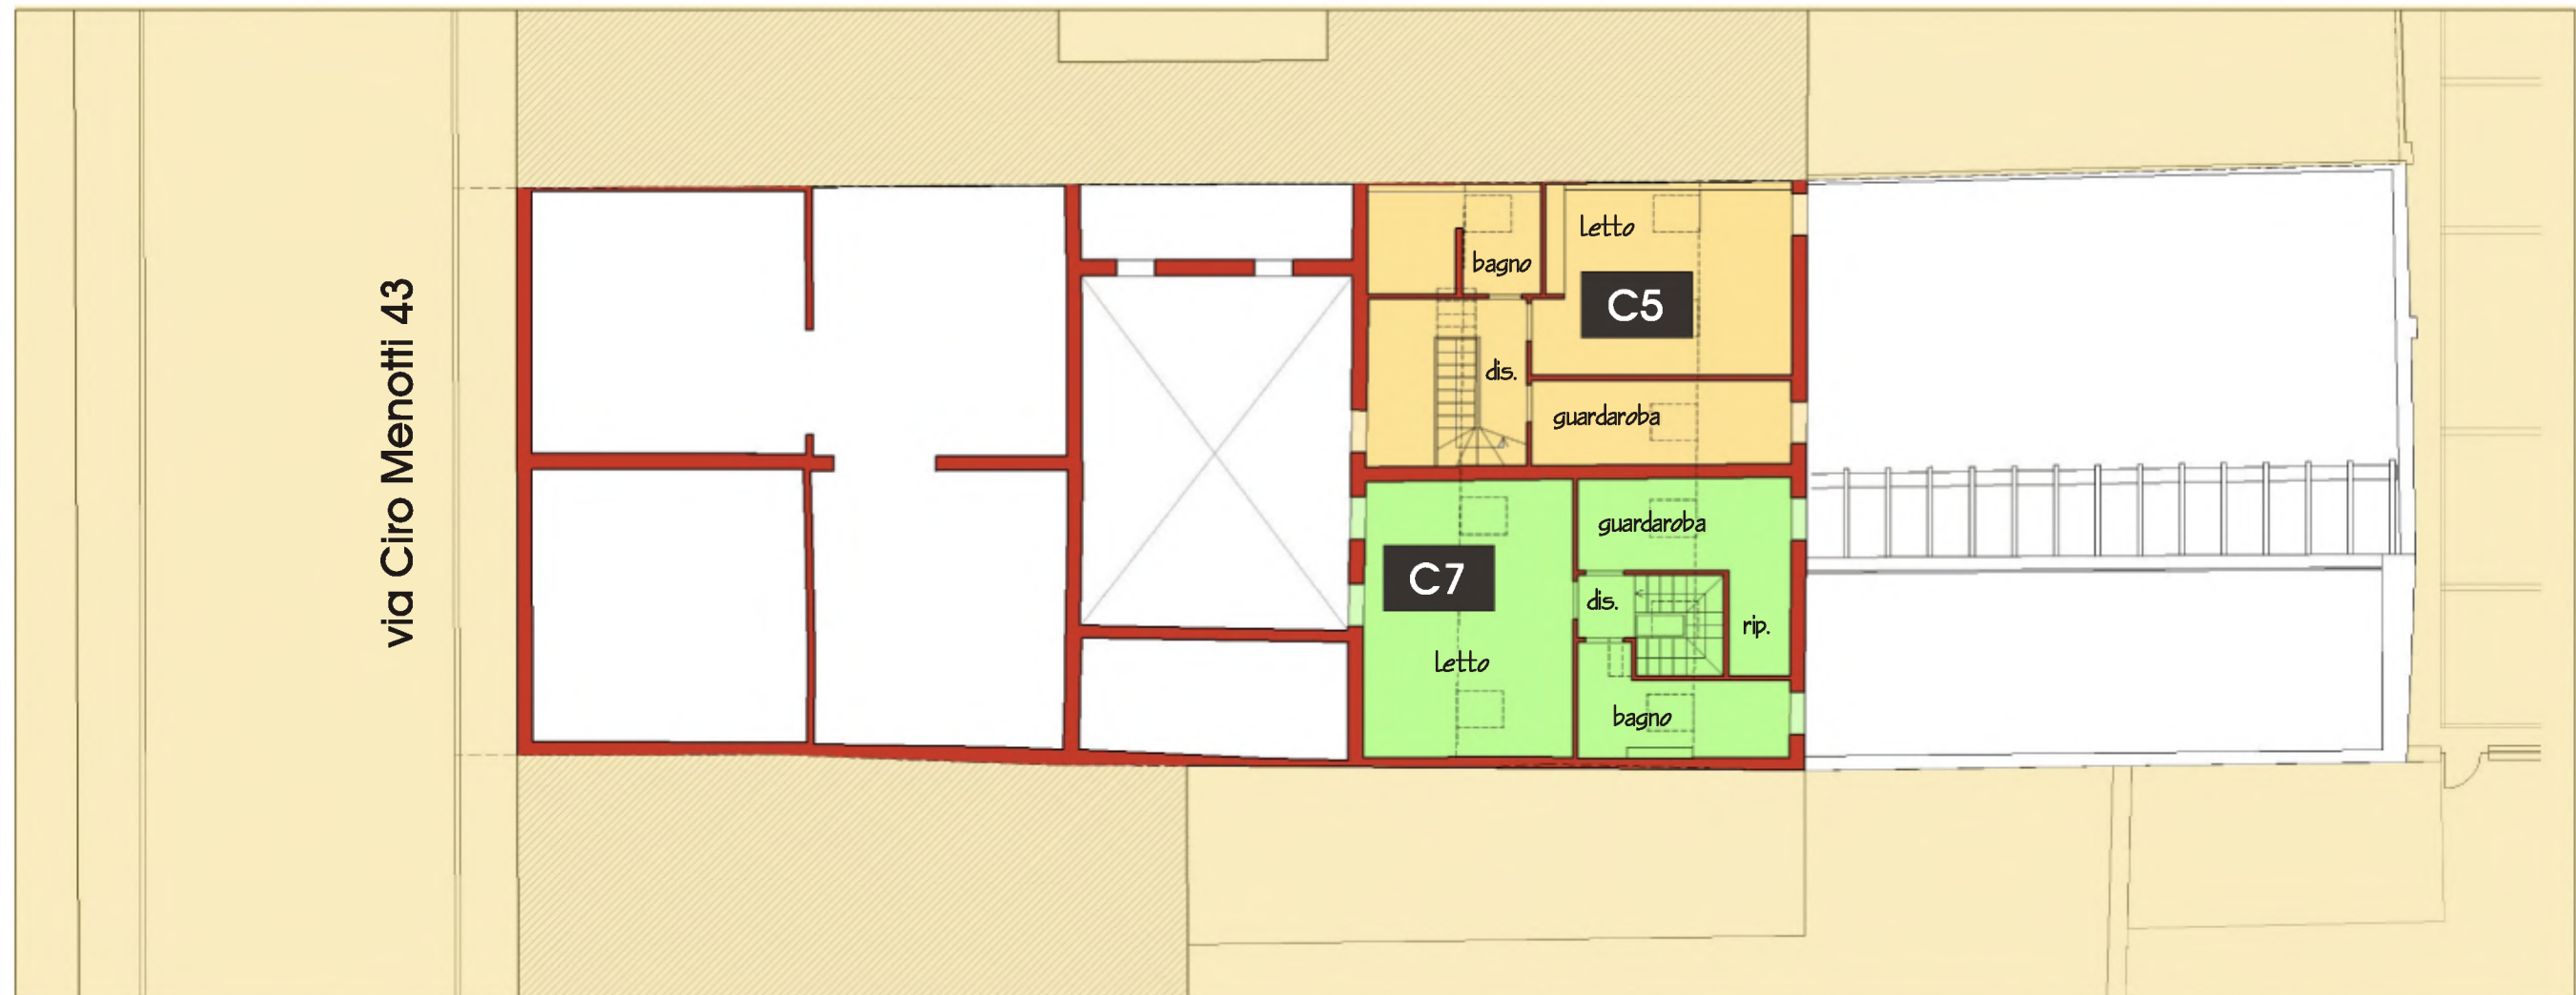 via Ciro Menotti 43
letto
bagno
C5
dis.
guardaroba
guardaroba
C7
dis.
rip.
letto
bagno